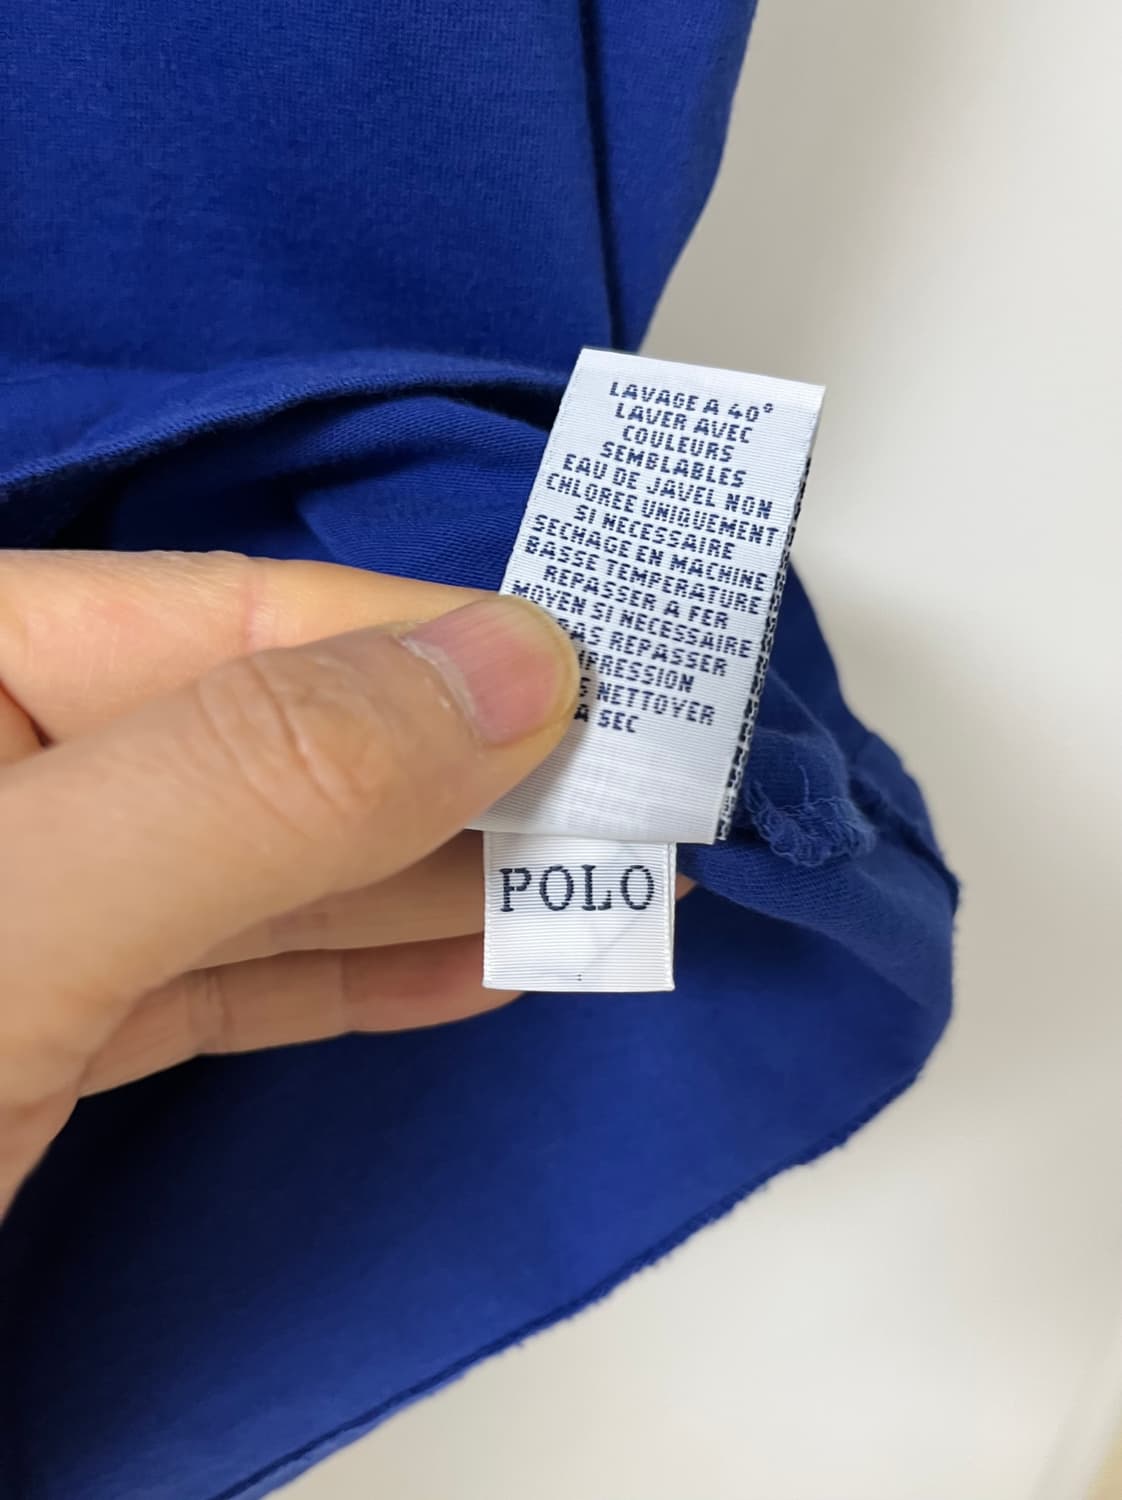 LAVAGE A 40°
LAVER AVEC
COULEURS
SEMBLABLES
EAU DE JAVEL NON
CHLOREE UNIQUEMENT
SI NECESSAIRE
SECHAGE EN MACHINE
BASSE TEMPERATURE
REPASSER A FER
MOYEN SI NECESSAIRE
REPASSER
NETTOYER
A SEC
POLO